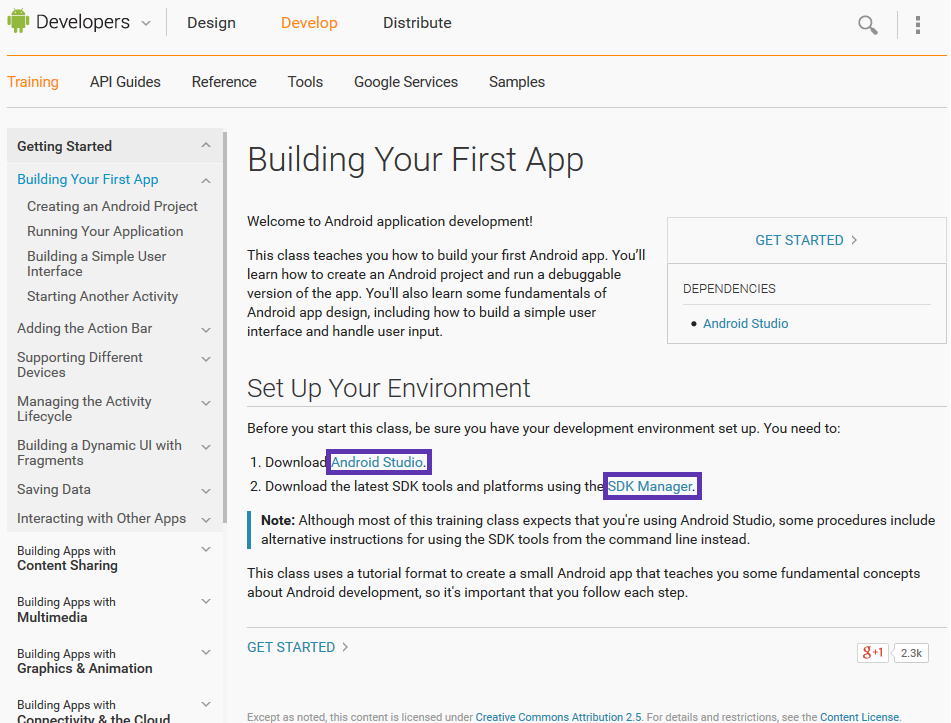 Developers Design Develop Distribute
Training API Guides Reference Tools Google Services Samples
Getting Started
Building Your First App
Creating an Android Project
Running Your Application
Building a Simple User
Interface
Starting Another Activity
Adding the Action Bar
Supporting Different
Devices
Managing the Activity
Lifecycle
Building a Dynamic UI with
Fragments
Saving Data
Interacting with Other Apps
Building Apps with
Content Sharing
Building Apps with
Multimedia
Building Apps with
Graphics & Animation
Building Apps with
Connectivity & the Cloud
Building Your First App
Welcome to Android application development!
This class teaches you how to build your first Android app. You’ll
learn how to create an Android project and run a debuggable
version of the app. You'll also learn some fundamentals of
Android app design, including how to build a simple user
interface and handle user input.
GET STARTED
DEPENDENCIES
• Android Studio
Set Up Your Environment
Before you start this class, be sure you have your development environment set up. You need to:
1. Download Android Studio.
2. Download the latest SDK tools and platforms using the SDK Manager.
Note: Although most of this training class expects that you're using Android Studio, some procedures include
alternative instructions for using the SDK tools from the command line instead.
This class uses a tutorial format to create a small Android app that teaches you some fundamental concepts
about Android development, so it's important that you follow each step.
GET STARTED
g+1 2.3k
Except as noted, this content is licensed under Creative Commons Attribution 2.5. For details and restrictions, see the Content License.